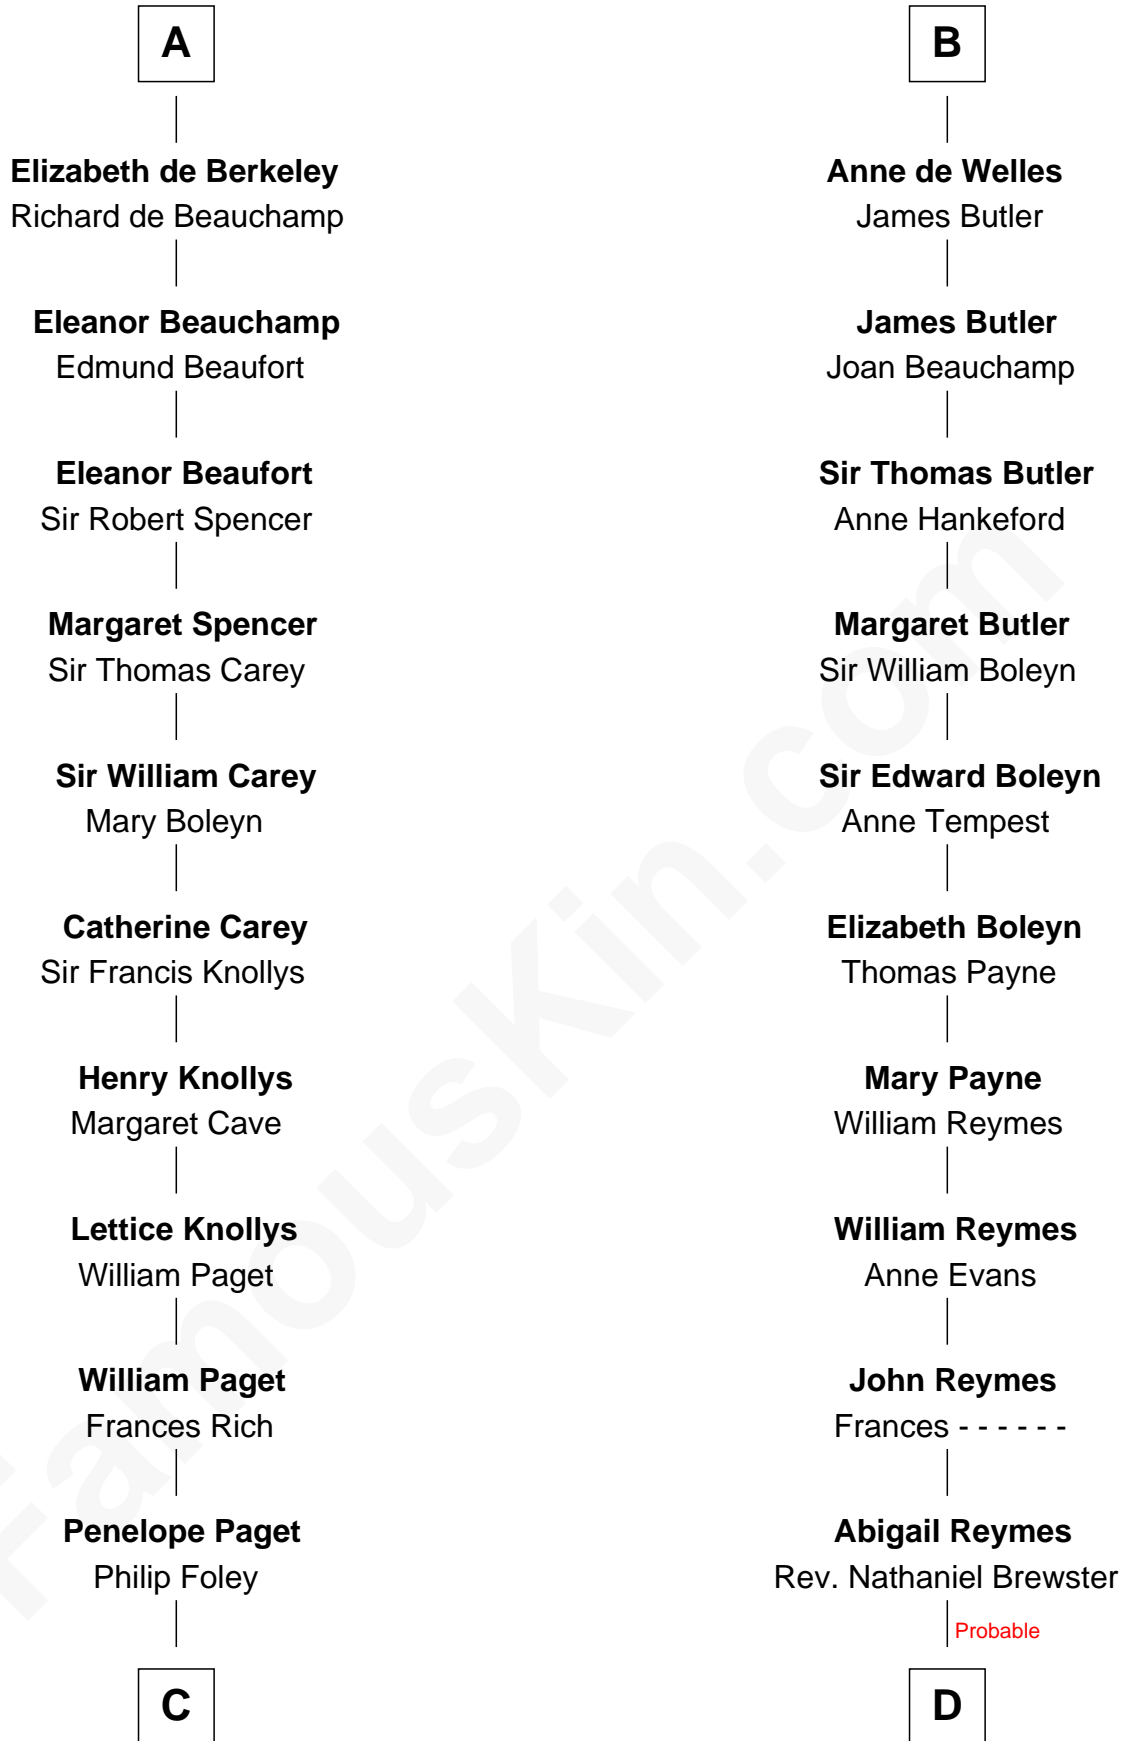 A
Elizabeth de Berkeley
Richard de Beauchamp
Eleanor Beauchamp
Edmund Beaufort
Eleanor Beaufort
Sir Robert Spencer
Margaret Spencer
Sir Thomas Carey
Sir William Carey
Mary Boleyn
Catherine Carey
Sir Francis Knollys
Henry Knollys
Margaret Cave
Lettice Knollys
William Paget
William Paget
Frances Rich
Penelope Paget
Philip Foley
C
B
Anne de Welles
James Butler
James Butler
Joan Beauchamp
Sir Thomas Butler
Anne Hankeford
Margaret Butler
Sir William Boleyn
Sir Edward Boleyn
Anne Tempest
Elizabeth Boleyn
Thomas Payne
Mary Payne
William Reymes
William Reymes
Anne Evans
John Reymes
Frances - - - - - -
Abigail Reymes
Rev. Nathaniel Brewster
Probable
D
FamousKin.com